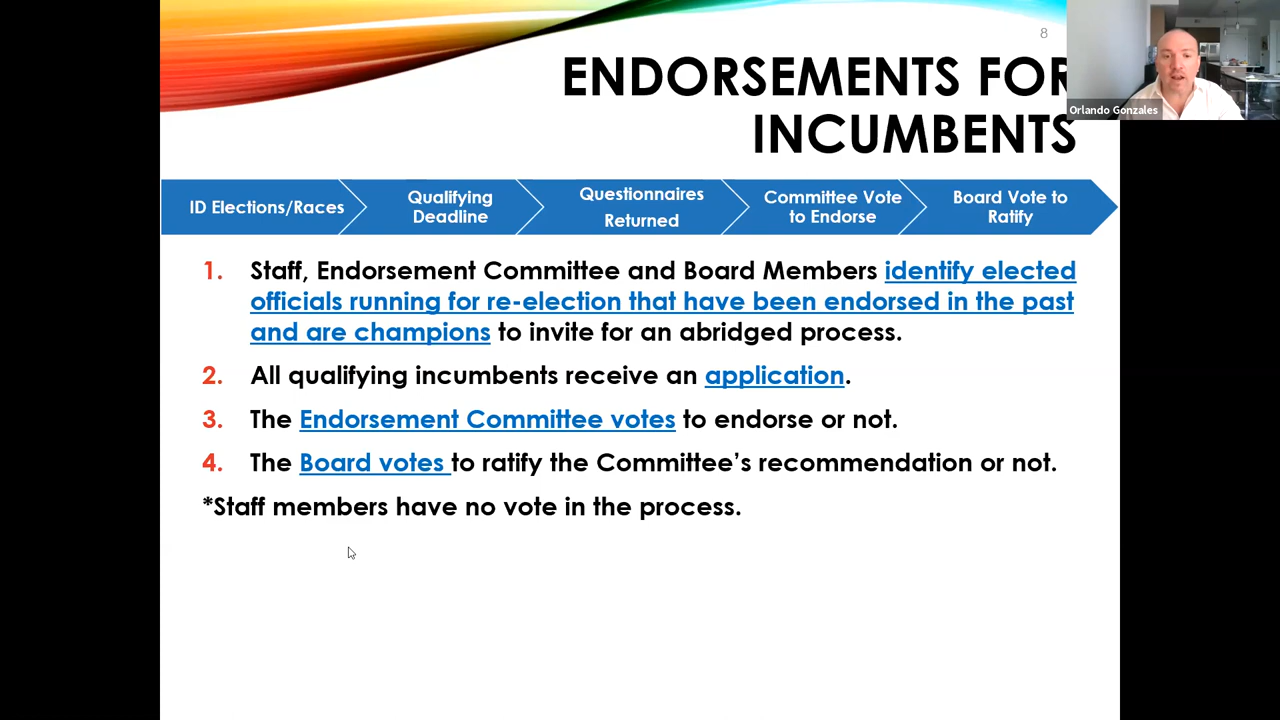 8
ENDORSEMENTS FOR
INCUMBENTS
Orlando Gonzales
ID Elections/Races
Qualifying
Deadline
Questionnaires
Returned
Committee Vote
to Endorse
Board Vote to
Ratify
1. Staff, Endorsement Committee and Board Members identify elected
officials running for re-election that have been endorsed in the past
and are champions to invite for an abridged process.
2. All qualifying incumbents receive an application.
3. The Endorsement Committee votes to endorse or not.
4. The Board votes to ratify the Committee’s recommendation or not.
*Staff members have no vote in the process.